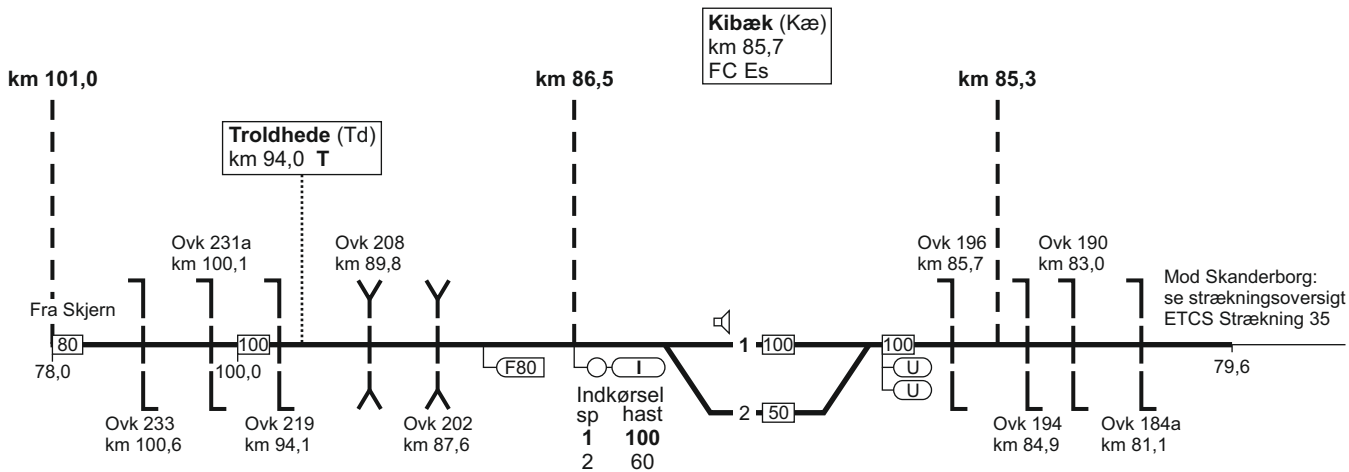 Kibæk (Kæ)
km 85,7
FC Es
km 101,0
km 86,5
km 85,3
Troldhede (Td)
km 94,0 T
Ovk 231a
km 100,1
Ovk 208
km 89,8
Ovk 196
km 85,7
Ovk 190
km 83,0
Mod Skanderborg:
se strækningsoversigt
ETCS Strækning 35
Fra Skjern
80
100
1 100
100
78,0
100,0
F80
I
U
U
79,6
Indkørsel
sp hast
1 100
2 60
2 50
Ovk 233
km 100,6
Ovk 219
km 94,1
Ovk 202
km 87,6
Ovk 194
km 84,9
Ovk 184a
km 81,1